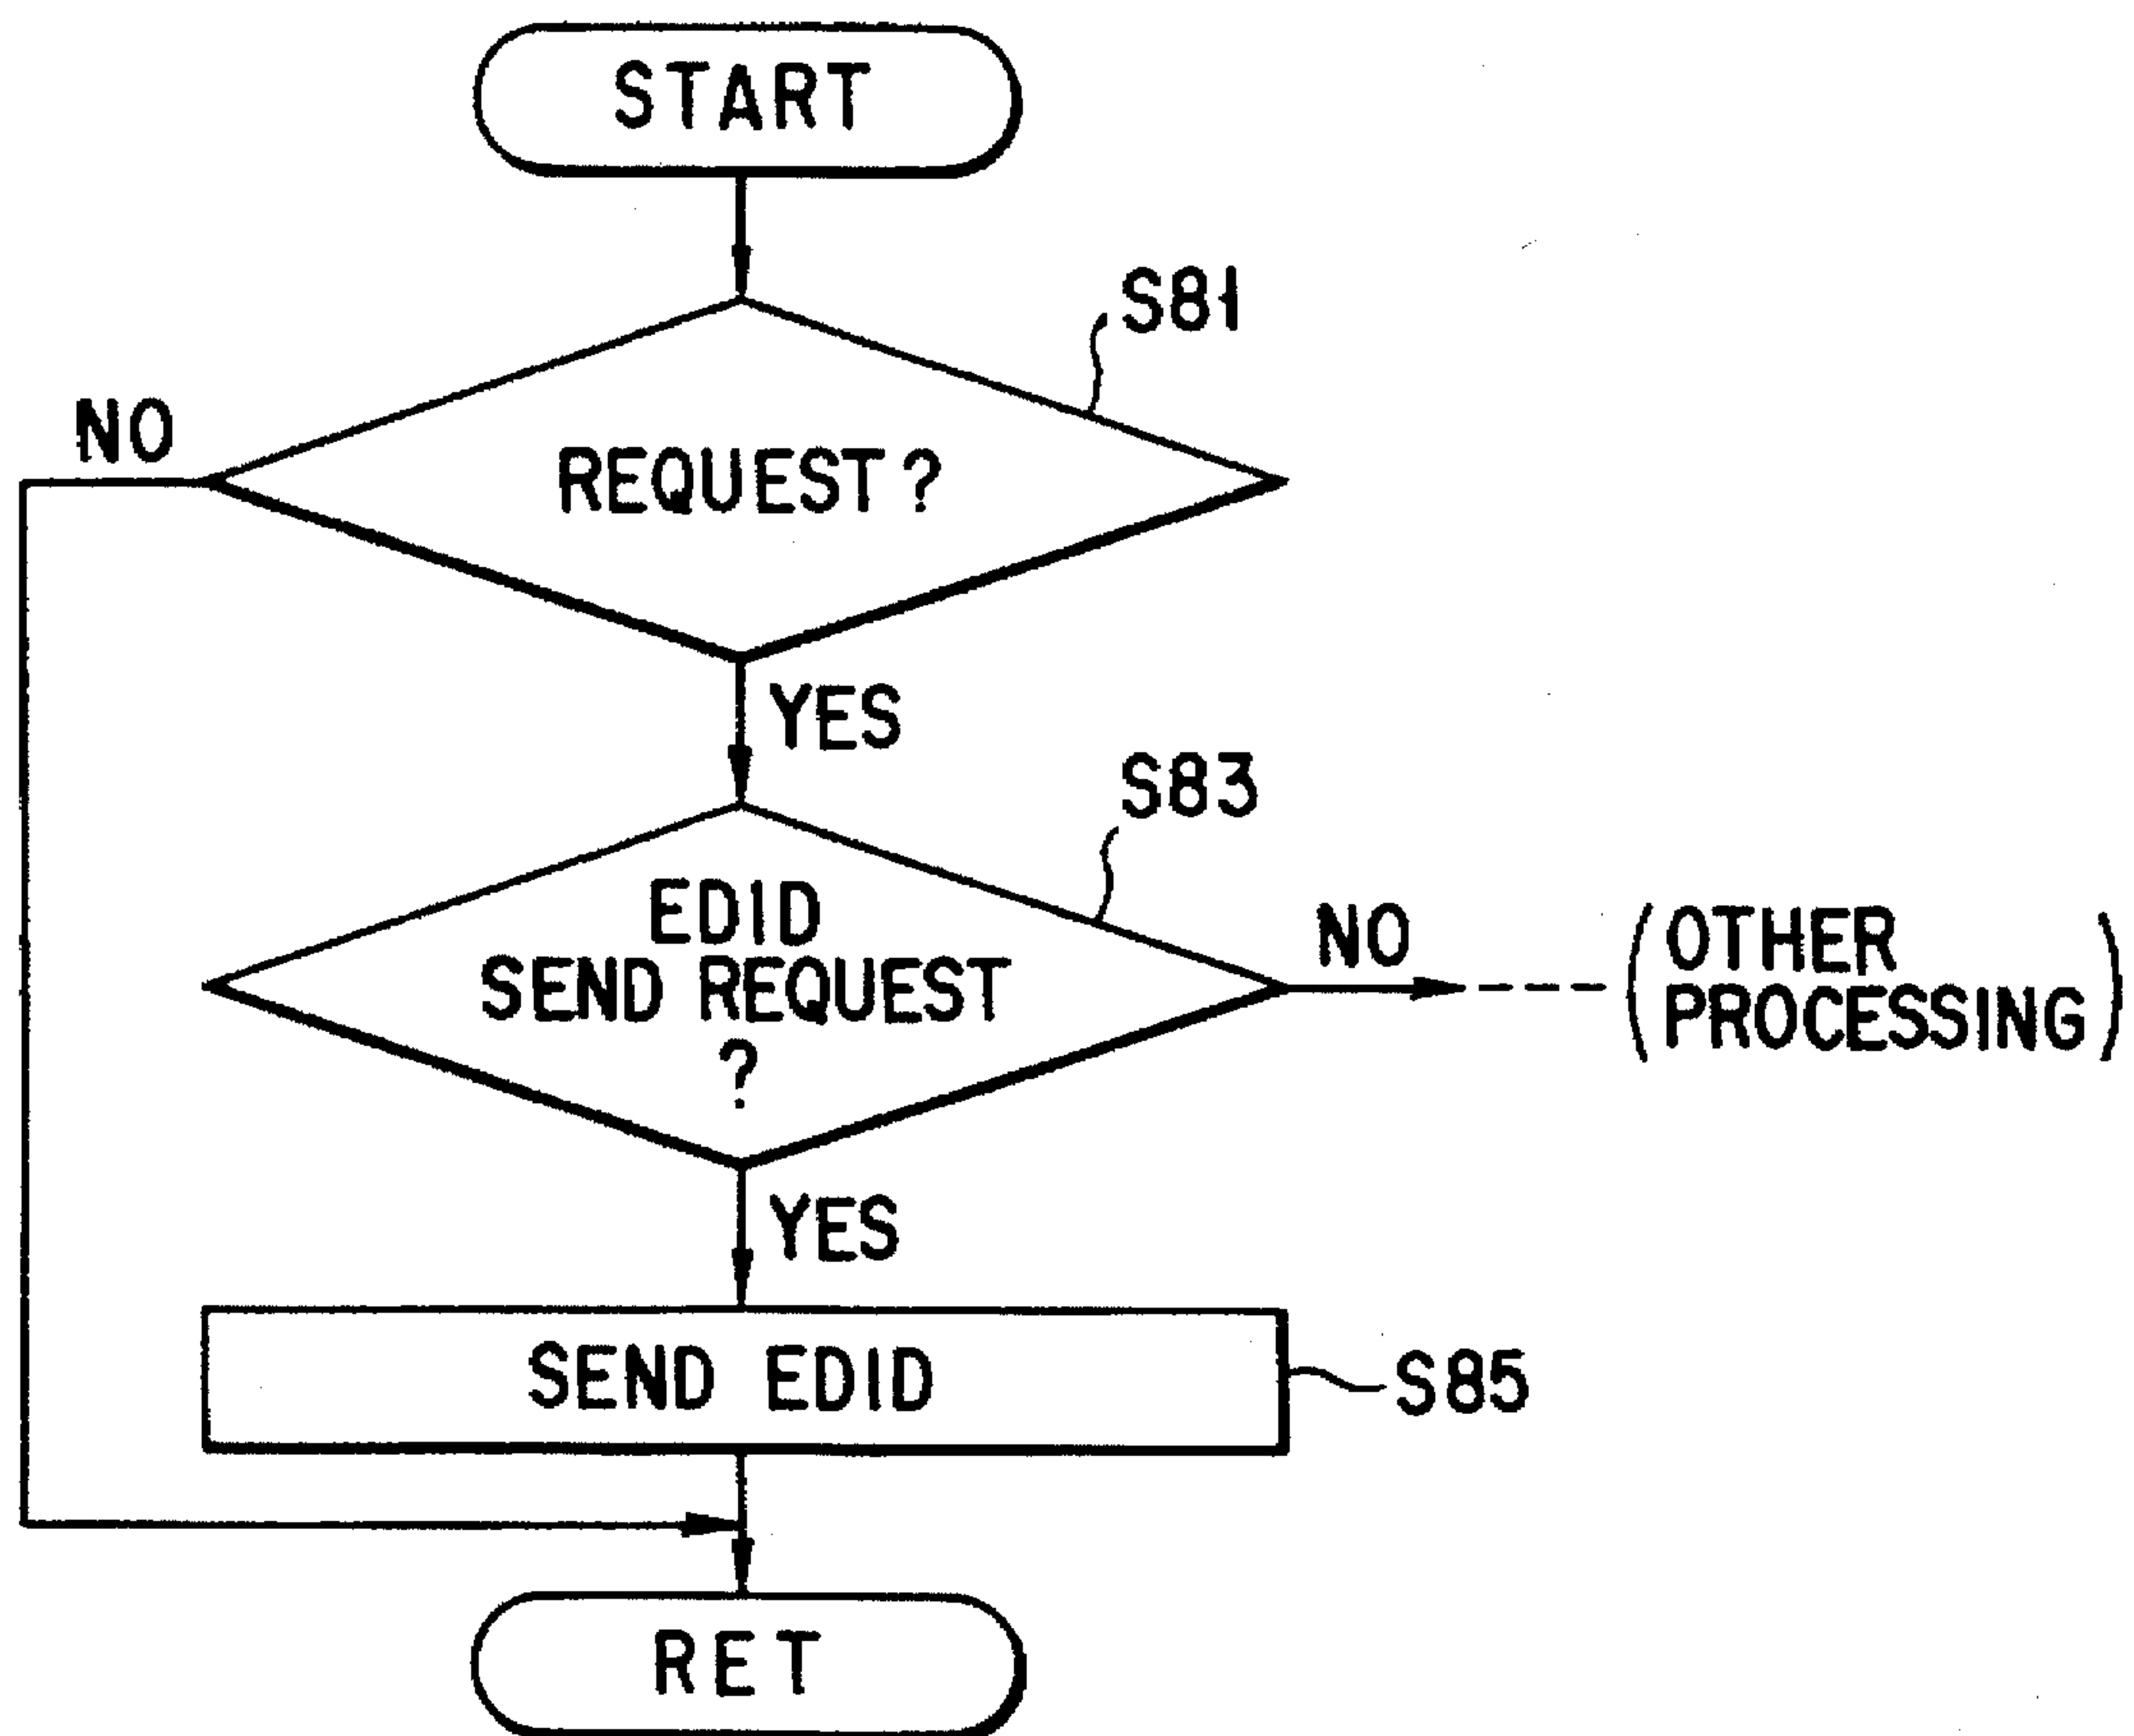 START
S81
NO
REQUEST?
YES
S83
EDID
SEND REQUEST
?
NO
(OTHER
PROCESSING)
YES
SEND EDID
S85
RET